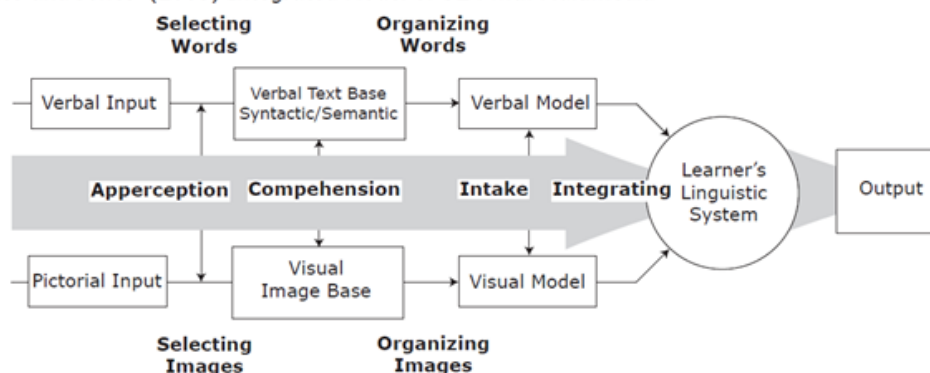 Selecting
Words
Organizing
Words
Verbal Input
Verbal Text Base
Syntactic/Semantic
Verbal Model
Apperception
Compehension
Intake
Integrating
Learner's
Linguistic
System
Output
Pictorial Input
Visual
Image Base
Visual Model
Selecting
Images
Organizing
Images